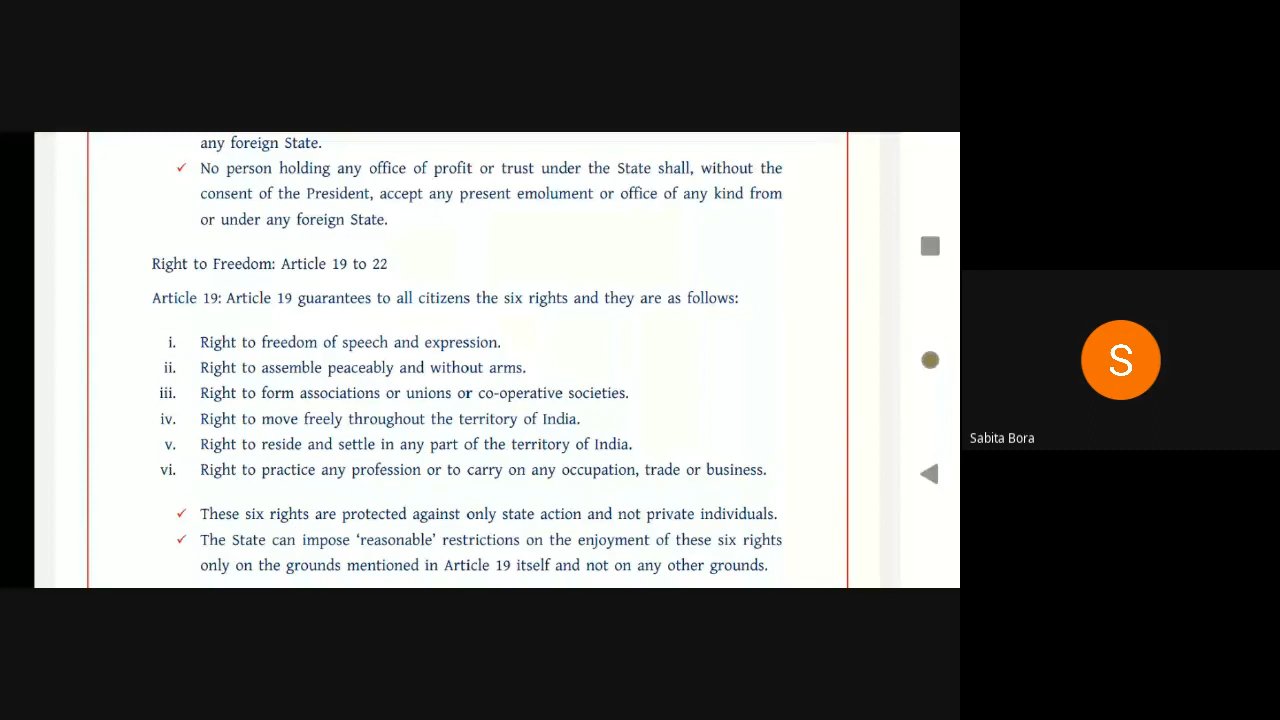 any foreign State.
✓ No person holding any office of profit or trust under the State shall, without the
consent of the President, accept any present emolument or office of any kind from
or under any foreign State.
Right to Freedom: Article 19 to 22
Article 19: Article 19 guarantees to all citizens the six rights and they are as follows:
i. Right to freedom of speech and expression.
ii. Right to assemble peaceably and without arms.
iii. Right to form associations or unions or co-operative societies.
iv. Right to move freely throughout the territory of India.
v. Right to reside and settle in any part of the territory of India.
vi. Right to practice any profession or to carry on any occupation, trade or business.
✓ These six rights are protected against only state action and not private individuals.
✓ The State can impose ‘reasonable’ restrictions on the enjoyment of these six rights
only on the grounds mentioned in Article 19 itself and not on any other grounds.
S
Sabita Bora